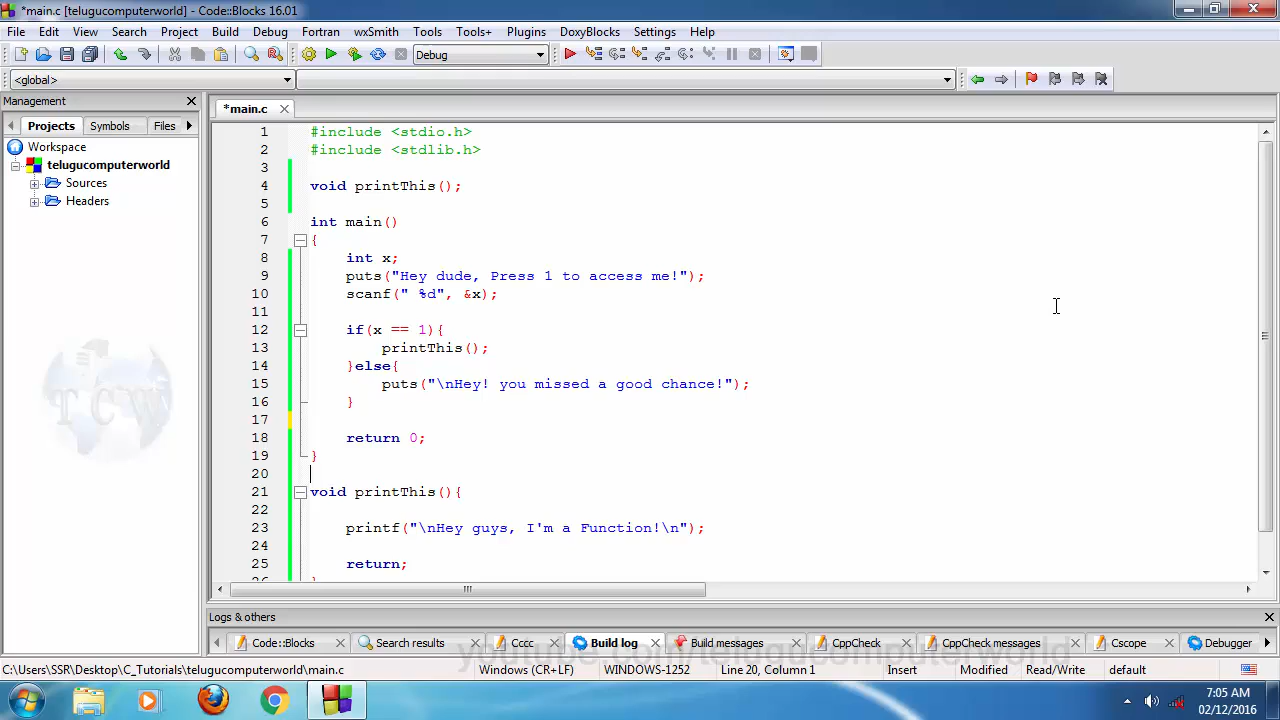 *main.c [telugucomputerworld] - Code::Blocks 16.01
File Edit View Search Project Build Debug Fortran wxSmith Tools Tools+ Plugins DoxyBlocks Settings Help
Debug
<global>
Management
Projects Symbols Files
Workspace
telugucomputerworld
Sources
Headers
TCW
*main.c
1 #include <stdio.h>
2 #include <stdlib.h>
3
4 void printThis();
5
6 int main()
7 {
8 int x;
9 puts("Hey dude, Press 1 to access me!");
10 scanf(" %d", &x);
11
12 if(x == 1){
13 printThis();
14 }else{
15 puts("\nHey! you missed a good chance!");
16 }
17
18 return 0;
19 }
20
21 void printThis(){
22
23 printf("\nHey guys, I'm a Function!\n");
24
25 return;
26 }
Logs & others
Code::Blocks Search results Cccc Build log Build messages CppCheck CppCheck messages Cscope Debugger
youtube.com/telugucomputerworld
C:\Users\SSR\Desktop\C_Tutorials\telugucomputerworld\main.c Windows (CR+LF) WINDOWS-1252 Line 20, Column 1 Insert Modified Read/Write default
7:05 AM
02/12/2016